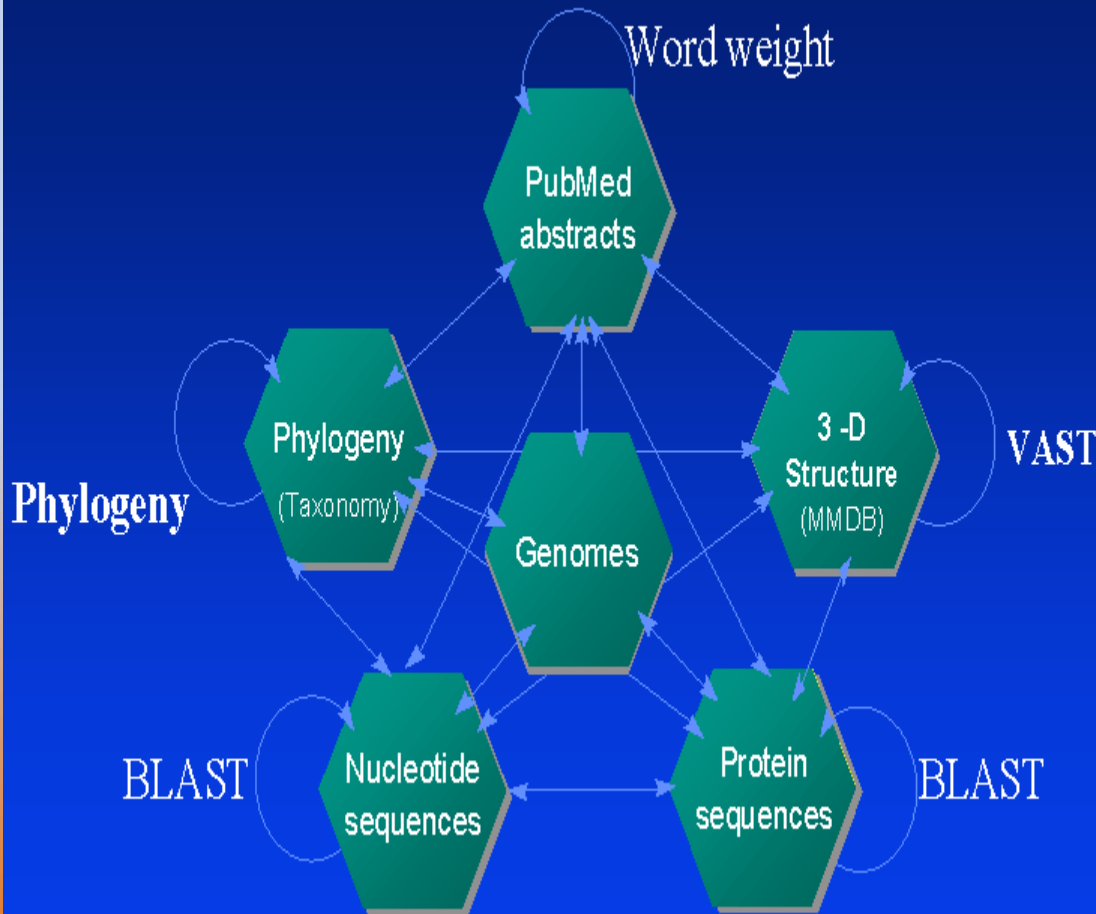 Word weight
PubMed
abstracts
Phylogeny
(Taxonomy)
Phylogeny
3 -D
Structure
(MMDB)
VAST
Genomes
BLAST
Nucleotide
sequences
Protein
sequences
BLAST